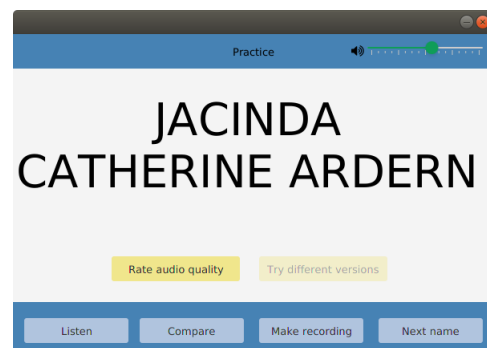 Practice
JACINDA
CATHERINE ARDERN
Rate audio quality
Try different versions
Listen
Compare
Make recording
Next name